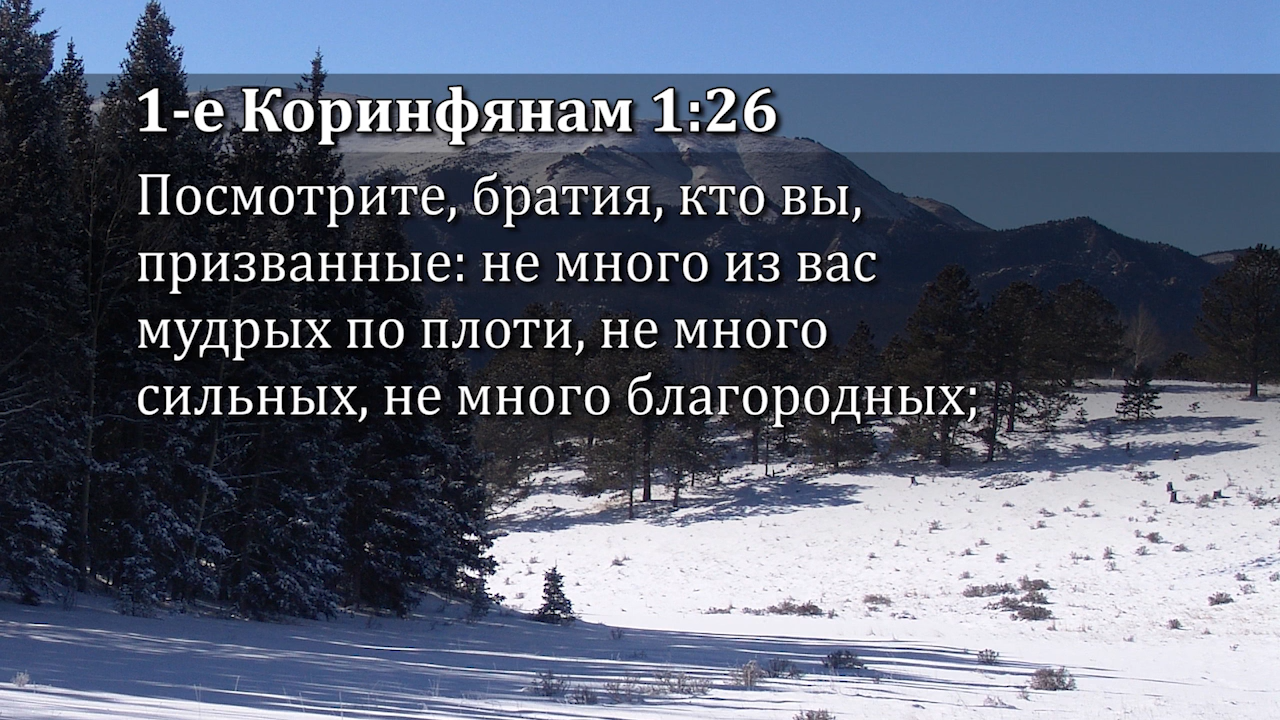 1-е Коринфянам 1:26
Посмотрите, братия, кто вы,
призванные: не много из вас
мудрых по плоти, не много
сильных, не много благородных;